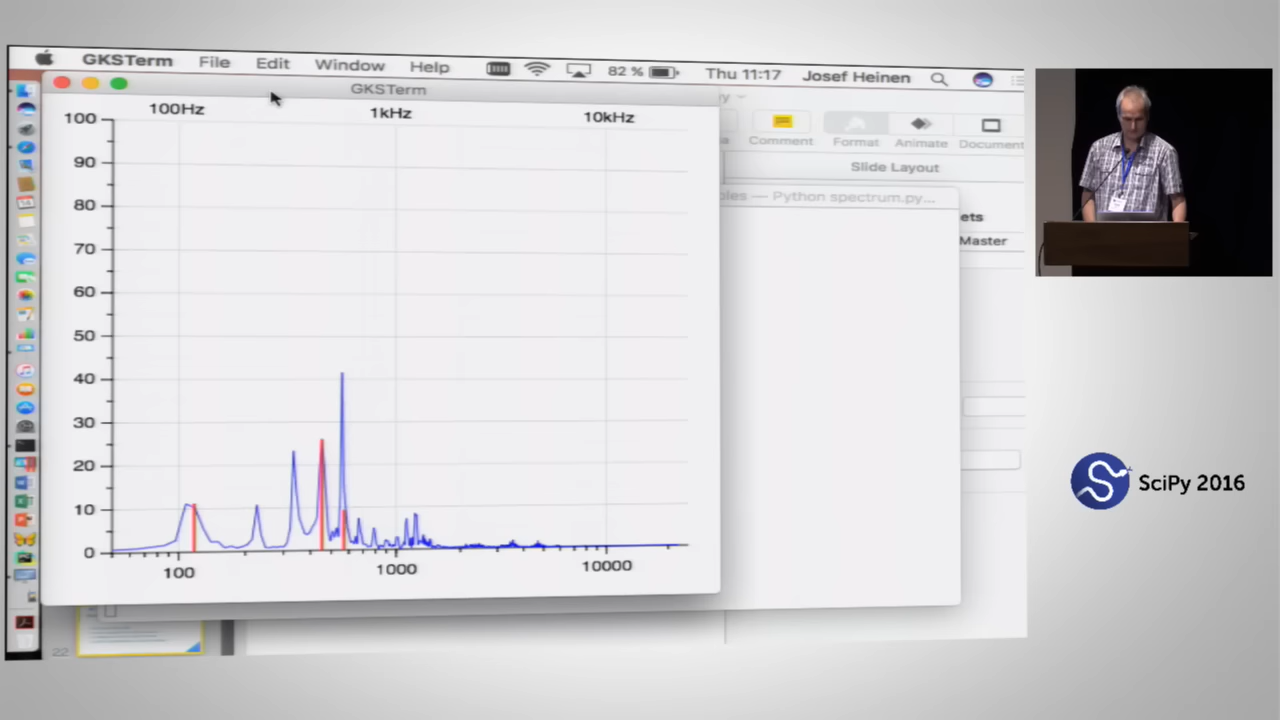 GKSTerm File Edit Window Help 82 % Thu 11:17 Josef Heinen
GKSTerm
100Hz 1kHz 10kHz
100
90
80
70
60
50
40
30
20
10
0
100 1000 10000
Comment Format Animate Document
Slide Layout
Python spectrum.py...
ets
Master
22
SciPy 2016